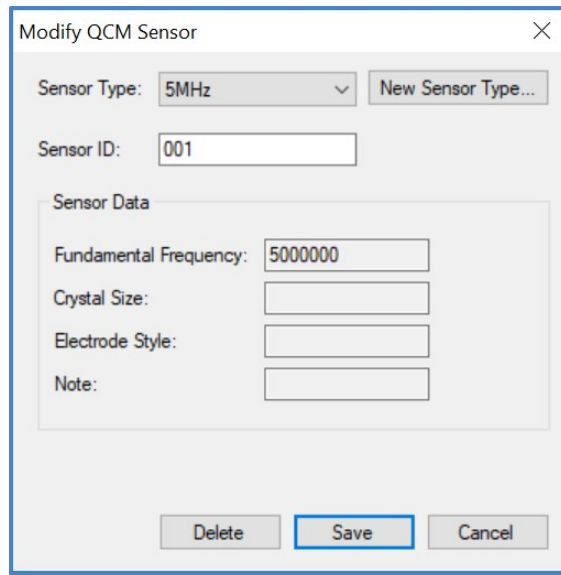 Modify QCM Sensor
Sensor Type: 5MHz New Sensor Type...
Sensor ID: 001
Sensor Data
Fundamental Frequency: 5000000
Crystal Size:
Electrode Style:
Note:
Delete Save Cancel